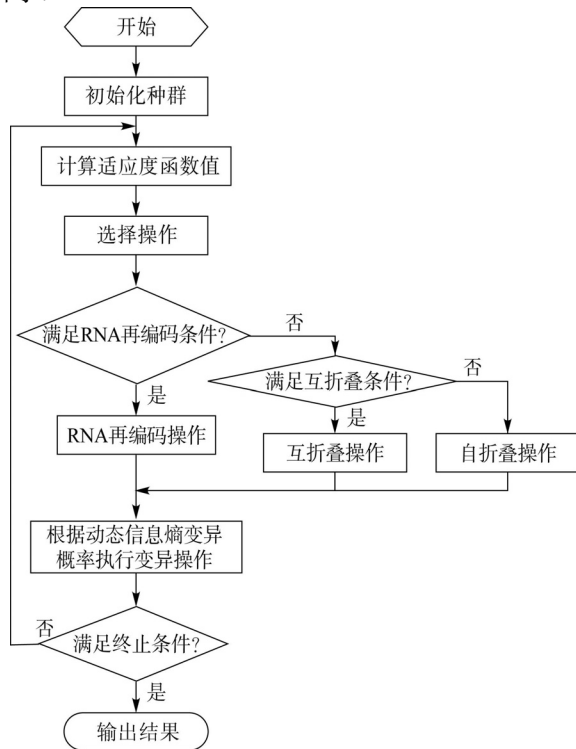 开始
初始化种群
计算适应度函数值
选择操作
满足RNA再编码条件?
否
满足互折叠条件?
否
是
是
RNA再编码操作
互折叠操作
自折叠操作
根据动态信息熵变异
概率执行变异操作
否
满足终止条件?
是
输出结果